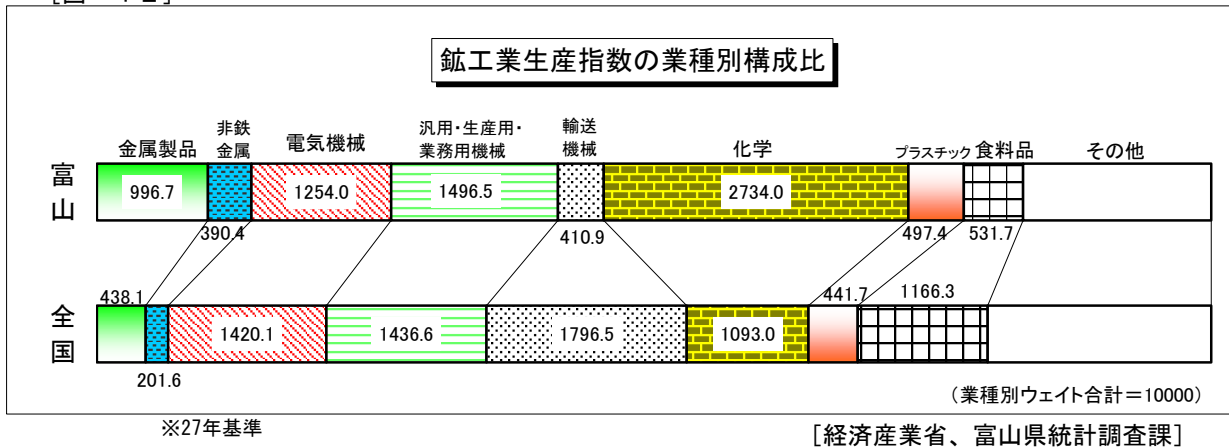 鉱工業生産指数の業種別構成比
金属製品
非鉄
金属
電気機械
汎用・生産用・
業務用機械
輸送
機械
化学
プラスチック
食料品
その他
富山
996.7
390.4
1254.0
1496.5
410.9
2734.0
497.4
531.7
全国
438.1
201.6
1420.1
1436.6
1796.5
1093.0
441.7
1166.3
(業種別ウェイト合計=10000)
※27年基準
[経済産業省、富山県統計調査課]